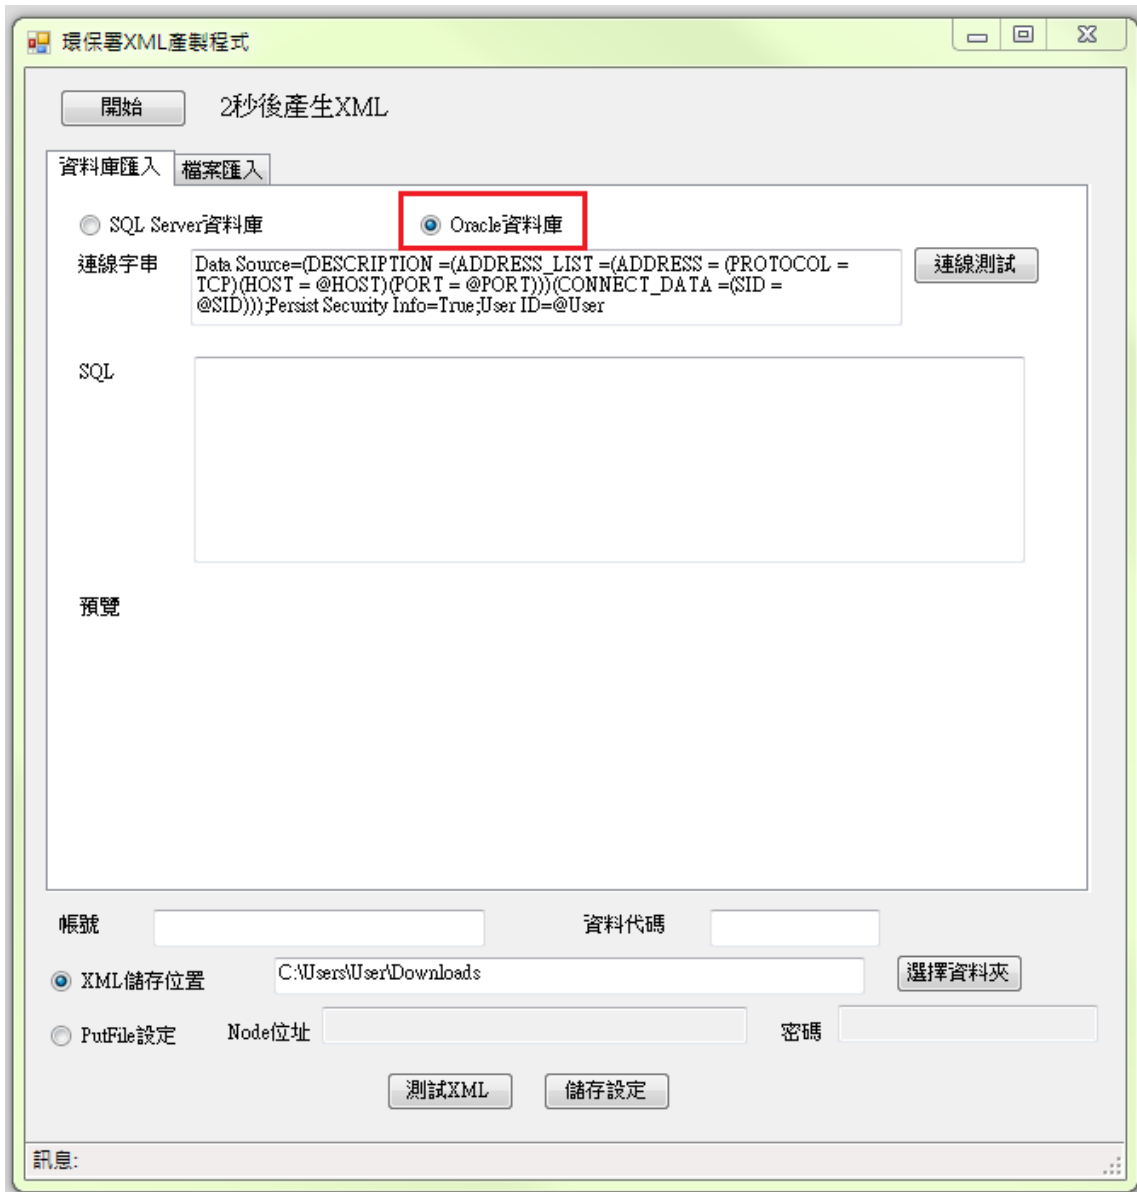 環保署XML產製程式
開始 2秒後產生XML
資料庫匯入 檔案匯入
SQL Server資料庫 Oracle資料庫
連線字串 Data Source=(DESCRIPTION =(ADDRESS_LIST =(ADDRESS = (PROTOCOL = 連線測試
TCP)(HOST = @HOST)(PORT = @PORT)))(CONNECT_DATA =(SID =
@SID)));Persist Security Info=True;User ID=@User
SQL
預覽
帳號 資料代碼
XML儲存位置 C:\Users\User\Downloads 選擇資料夾
PutFile設定 Node位址 密碼
測試XML 儲存設定
訊息: